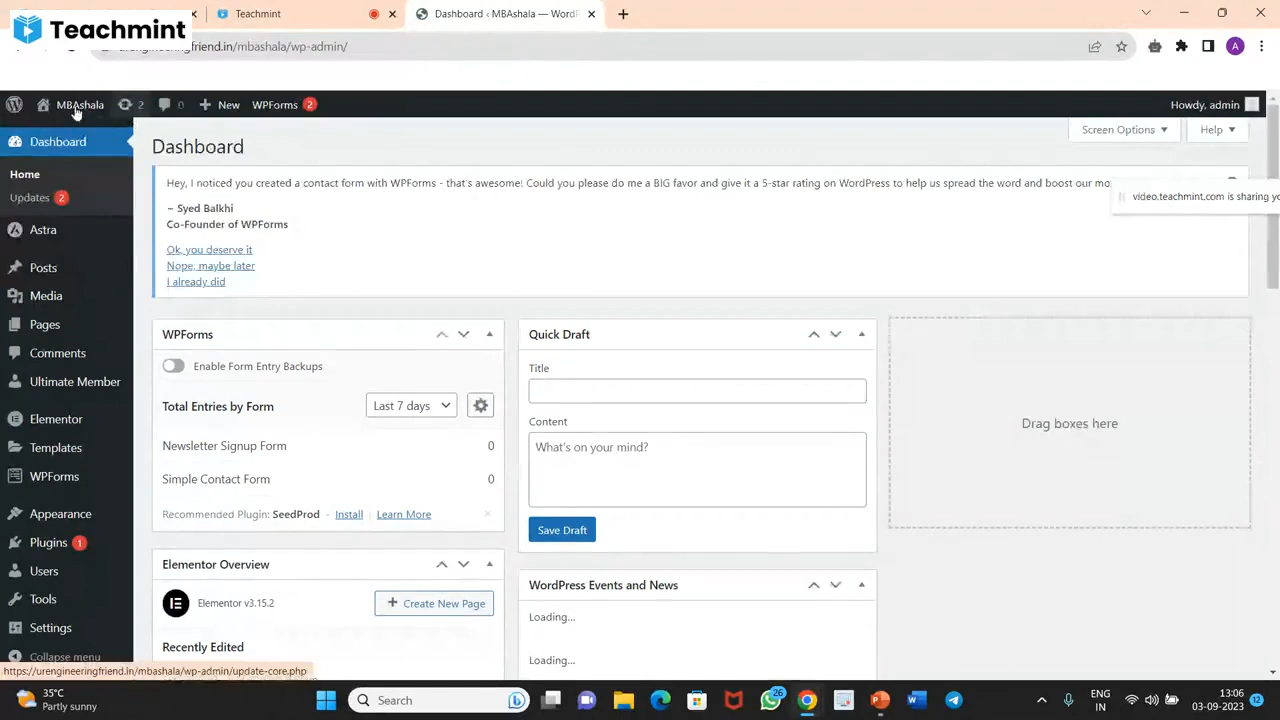 Teachmint
Dashboard ‹ MBAshala — WordP
Teachmint
urengineeringfriend.in/mbashala/wp-admin/
A
MBAshala
2
0
New
WPForms 2
Howdy, admin
Dashboard
Screen Options
Help
Dashboard
Home
Updates 2
Astra
Posts
Media
Pages
Comments
Ultimate Member
Elementor
Templates
WPForms
Appearance
Plugins 1
Users
Tools
Settings
Collapse menu
Hey, I noticed you created a contact form with WPForms - that's awesome! Could you please do me a BIG favor and give it a 5-star rating on WordPress to help us spread the word and boost our mo
video.teachmint.com is sharing yo
~ Syed Balkhi
Co-Founder of WPForms
Ok, you deserve it
Nope, maybe later
I already did
WPForms
Enable Form Entry Backups
Total Entries by Form
Last 7 days
Newsletter Signup Form 0
Simple Contact Form 0
Recommended Plugin: SeedProd - Install Learn More
Elementor Overview
Elementor v3.15.2
+ Create New Page
Recently Edited
Quick Draft
Title
Content
What's on your mind?
Save Draft
WordPress Events and News
Loading...
Loading...
Drag boxes here
https://urengineeringfriend.in/mbashala/wp-admin/update-core.php
35°C
Partly sunny
Search
26
ENG
IN
13:06
03-09-2023
12